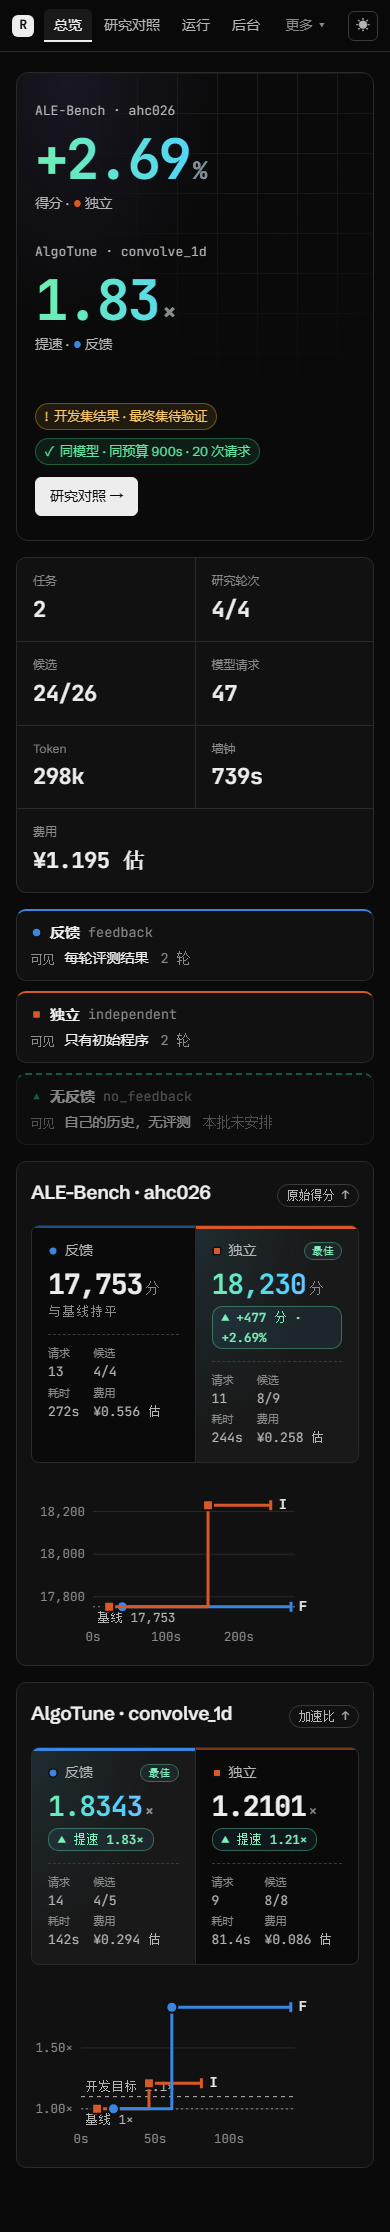 R 总览 研究对照 运行 后台 更多 ▾
ALE-Bench · ahc026
+2.69%
得分 · 独立
AlgoTune · convolve_1d
1.83×
提速 · 反馈
! 开发集结果 · 最终集待验证
✓ 同模型 · 同预算 900s · 20 次请求
研究对照 →
任务 研究轮次
2 4/4
候选 模型请求
24/26 47
Token 墙钟
298k 739s
费用
¥1.195 估
反馈 feedback
可见 每轮评测结果 2 轮
独立 independent
可见 只有初始程序 2 轮
无反馈 no_feedback
可见 自己的历史，无评测 本批未安排
ALE-Bench · ahc026 原始得分 ↑
反馈
17,753 分
与基线持平
请求 候选
13 4/4
耗时 费用
272s ¥0.556 估
独立 最佳
18,230 分
▲ +477 分 ·
+2.69%
请求 候选
11 8/9
耗时 费用
244s ¥0.258 估
18,200
18,000
17,800
I
F
基线 17,753
0s 100s 200s
AlgoTune · convolve_1d 加速比 ↑
反馈 最佳
1.8343×
▲ 提速 1.83×
请求 候选
14 4/5
耗时 费用
142s ¥0.294 估
独立
1.2101×
▲ 提速 1.21×
请求 候选
9 8/8
耗时 费用
81.4s ¥0.086 估
F
1.50×
I
开发目标
1.00×
基线 1×
0s 50s 100s